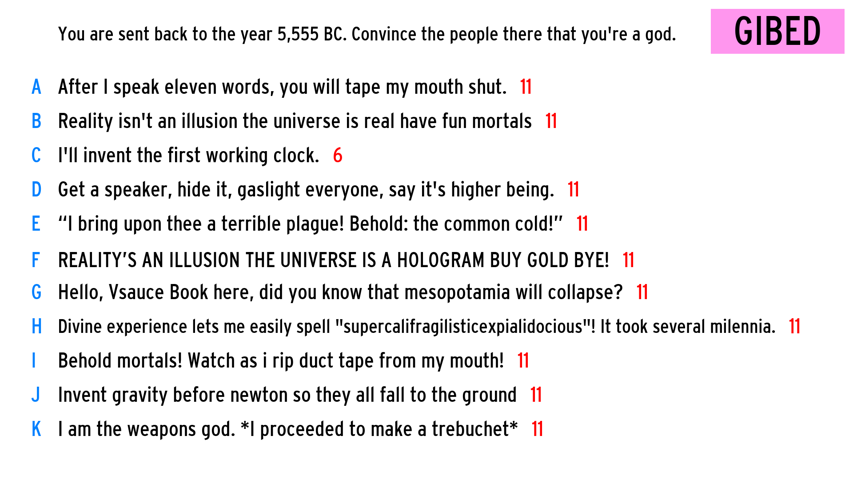 You are sent back to the year 5,555 BC. Convince the people there that you're a god.
GIBED
A After I speak eleven words, you will tape my mouth shut. 11
B Reality isn't an illusion the universe is real have fun mortals 11
C I'll invent the first working clock. 6
D Get a speaker, hide it, gaslight everyone, say it's higher being. 11
E “I bring upon thee a terrible plague! Behold: the common cold!” 11
F REALITY’S AN ILLUSION THE UNIVERSE IS A HOLOGRAM BUY GOLD BYE! 11
G Hello, Vsauce Book here, did you know that mesopotamia will collapse? 11
H Divine experience lets me easily spell "supercalifragilisticexpialidocious"! It took several milennia. 11
I Behold mortals! Watch as i rip duct tape from my mouth! 11
J Invent gravity before newton so they all fall to the ground 11
K I am the weapons god. *I proceeded to make a trebuchet* 11